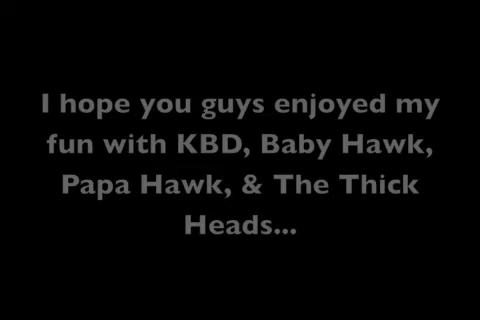 I hope you guys enjoyed my
fun with KBD, Baby Hawk,
Papa Hawk, & The Thick
Heads...